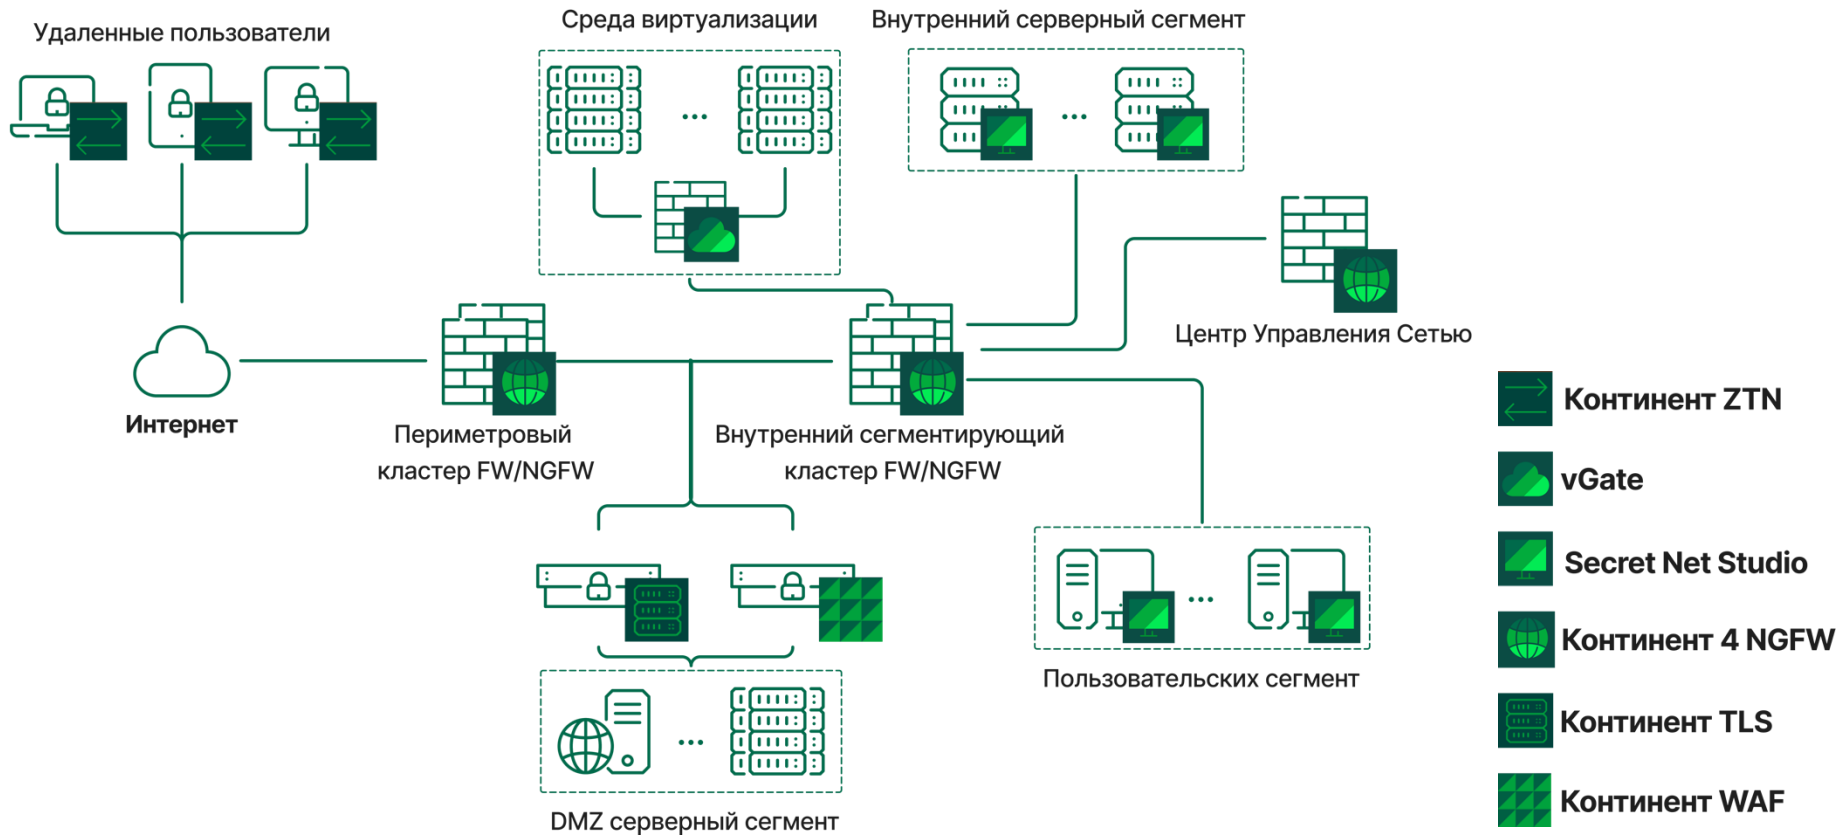 Удаленные пользователи
Среда виртуализации
Внутренний серверный сегмент
Центр Управления Сетью
Интернет
Периметровый
кластер FW/NGFW
Внутренний сегментирующий
кластер FW/NGFW
Пользовательских сегмент
DMZ серверный сегмент
Континент ZTN
vGate
Secret Net Studio
Континент 4 NGFW
Континент TLS
Континент WAF